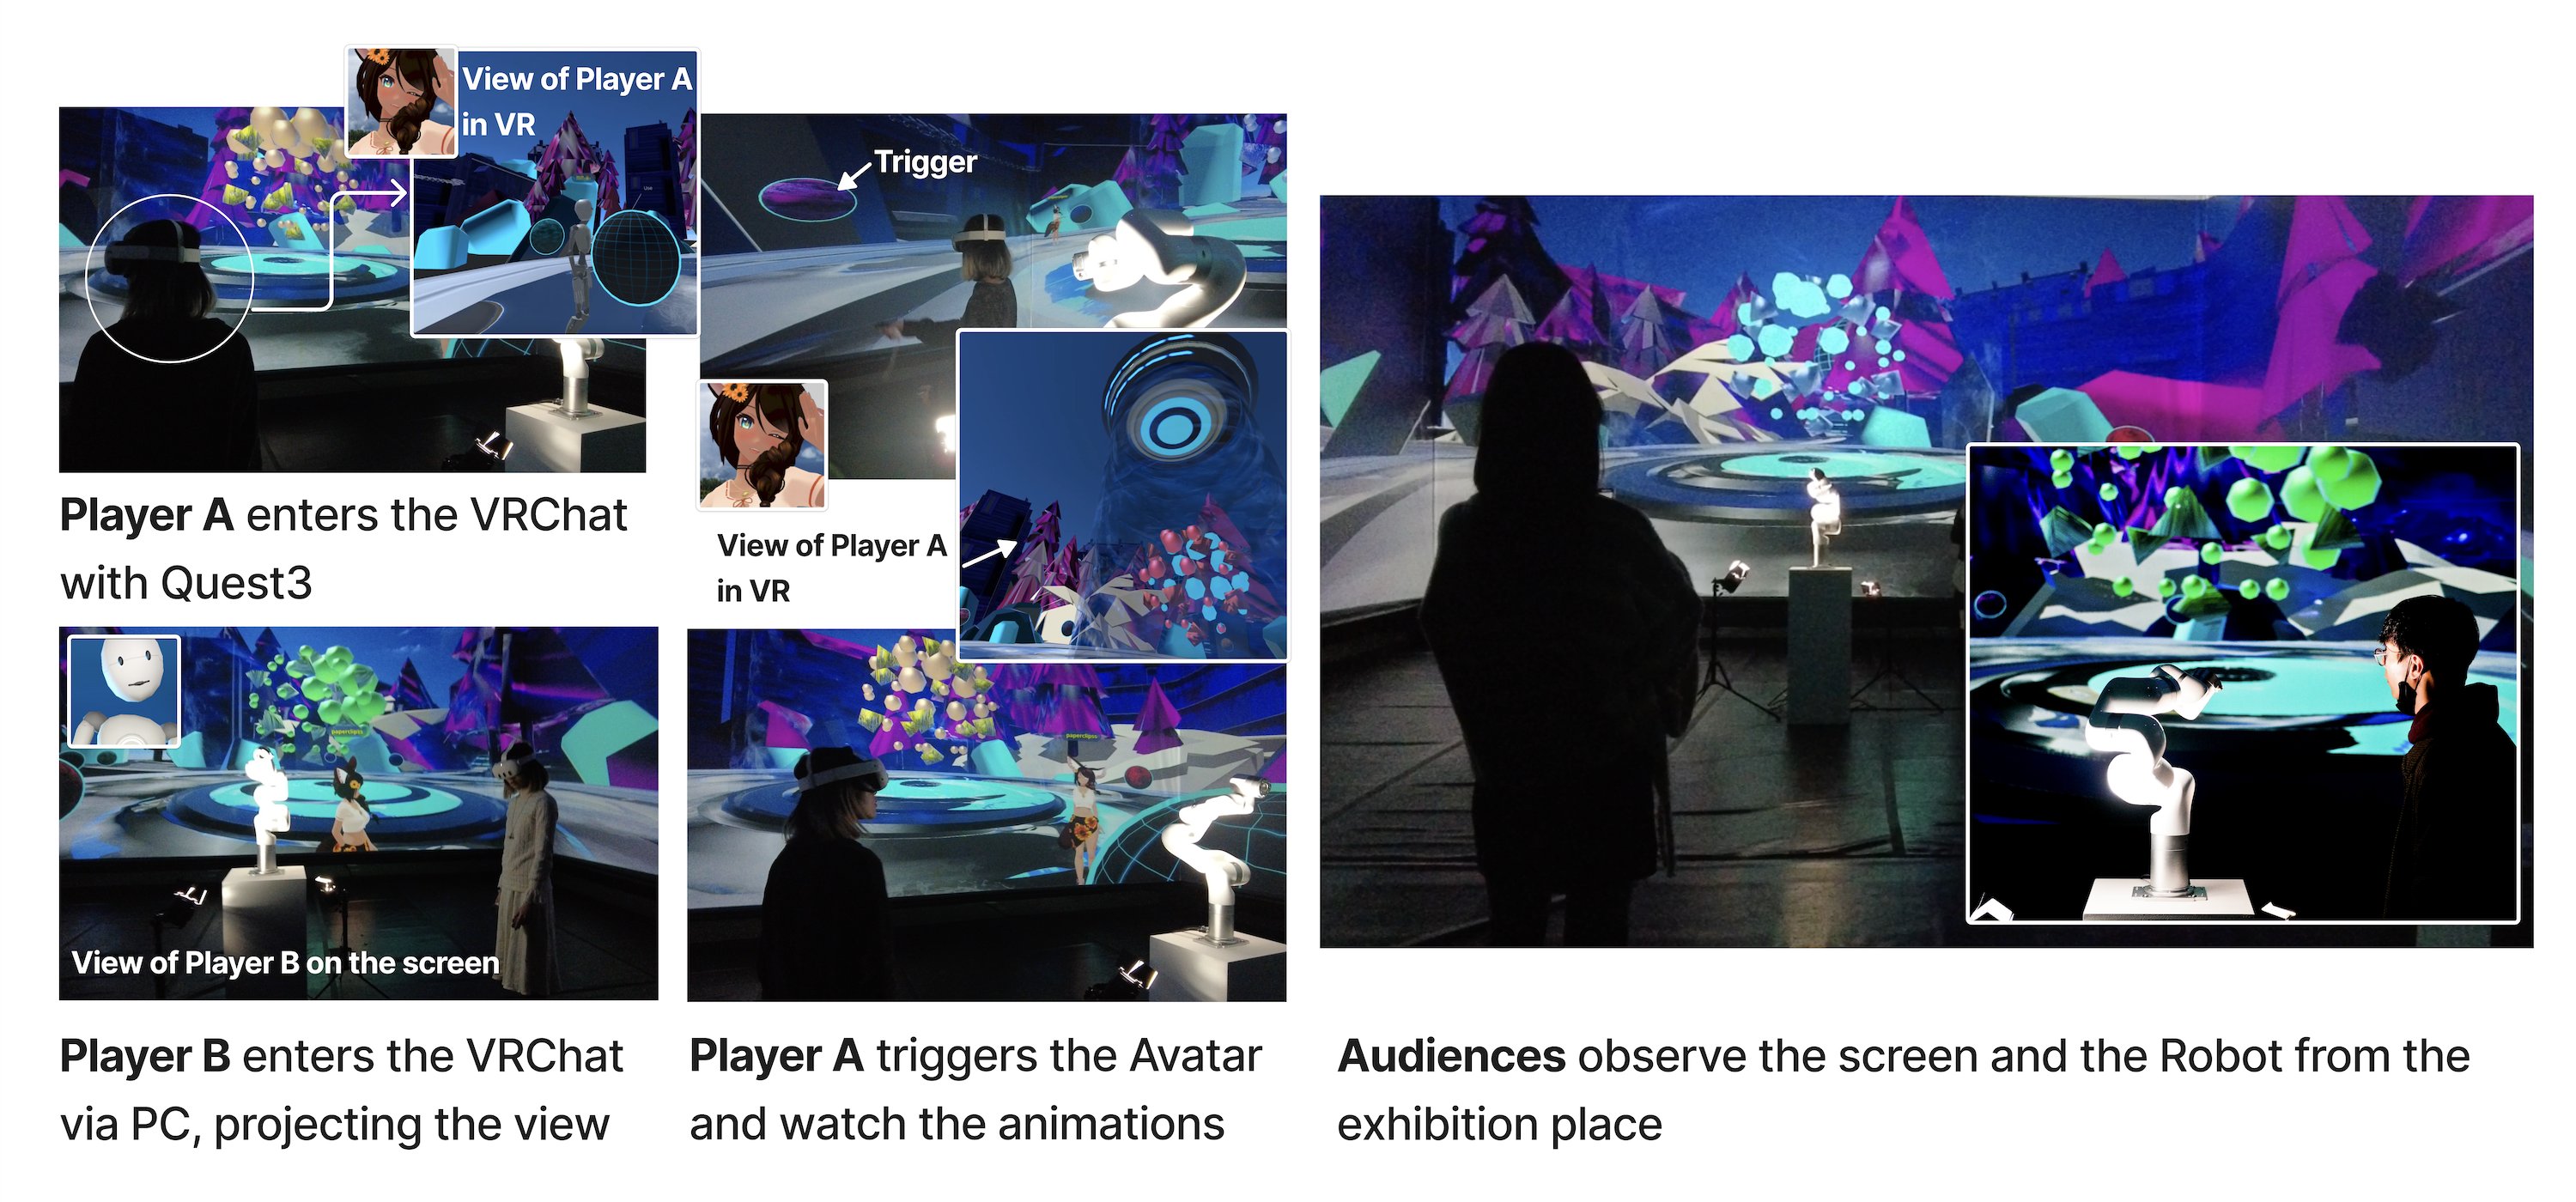 View of Player A
in VR
Player A enters the VRChat
with Quest3
View of Player B on the screen
Player B enters the VRChat
via PC, projecting the view
Trigger
View of Player A
in VR
Player A triggers the Avatar
and watch the animations
Audiences observe the screen and the Robot from the
exhibition place